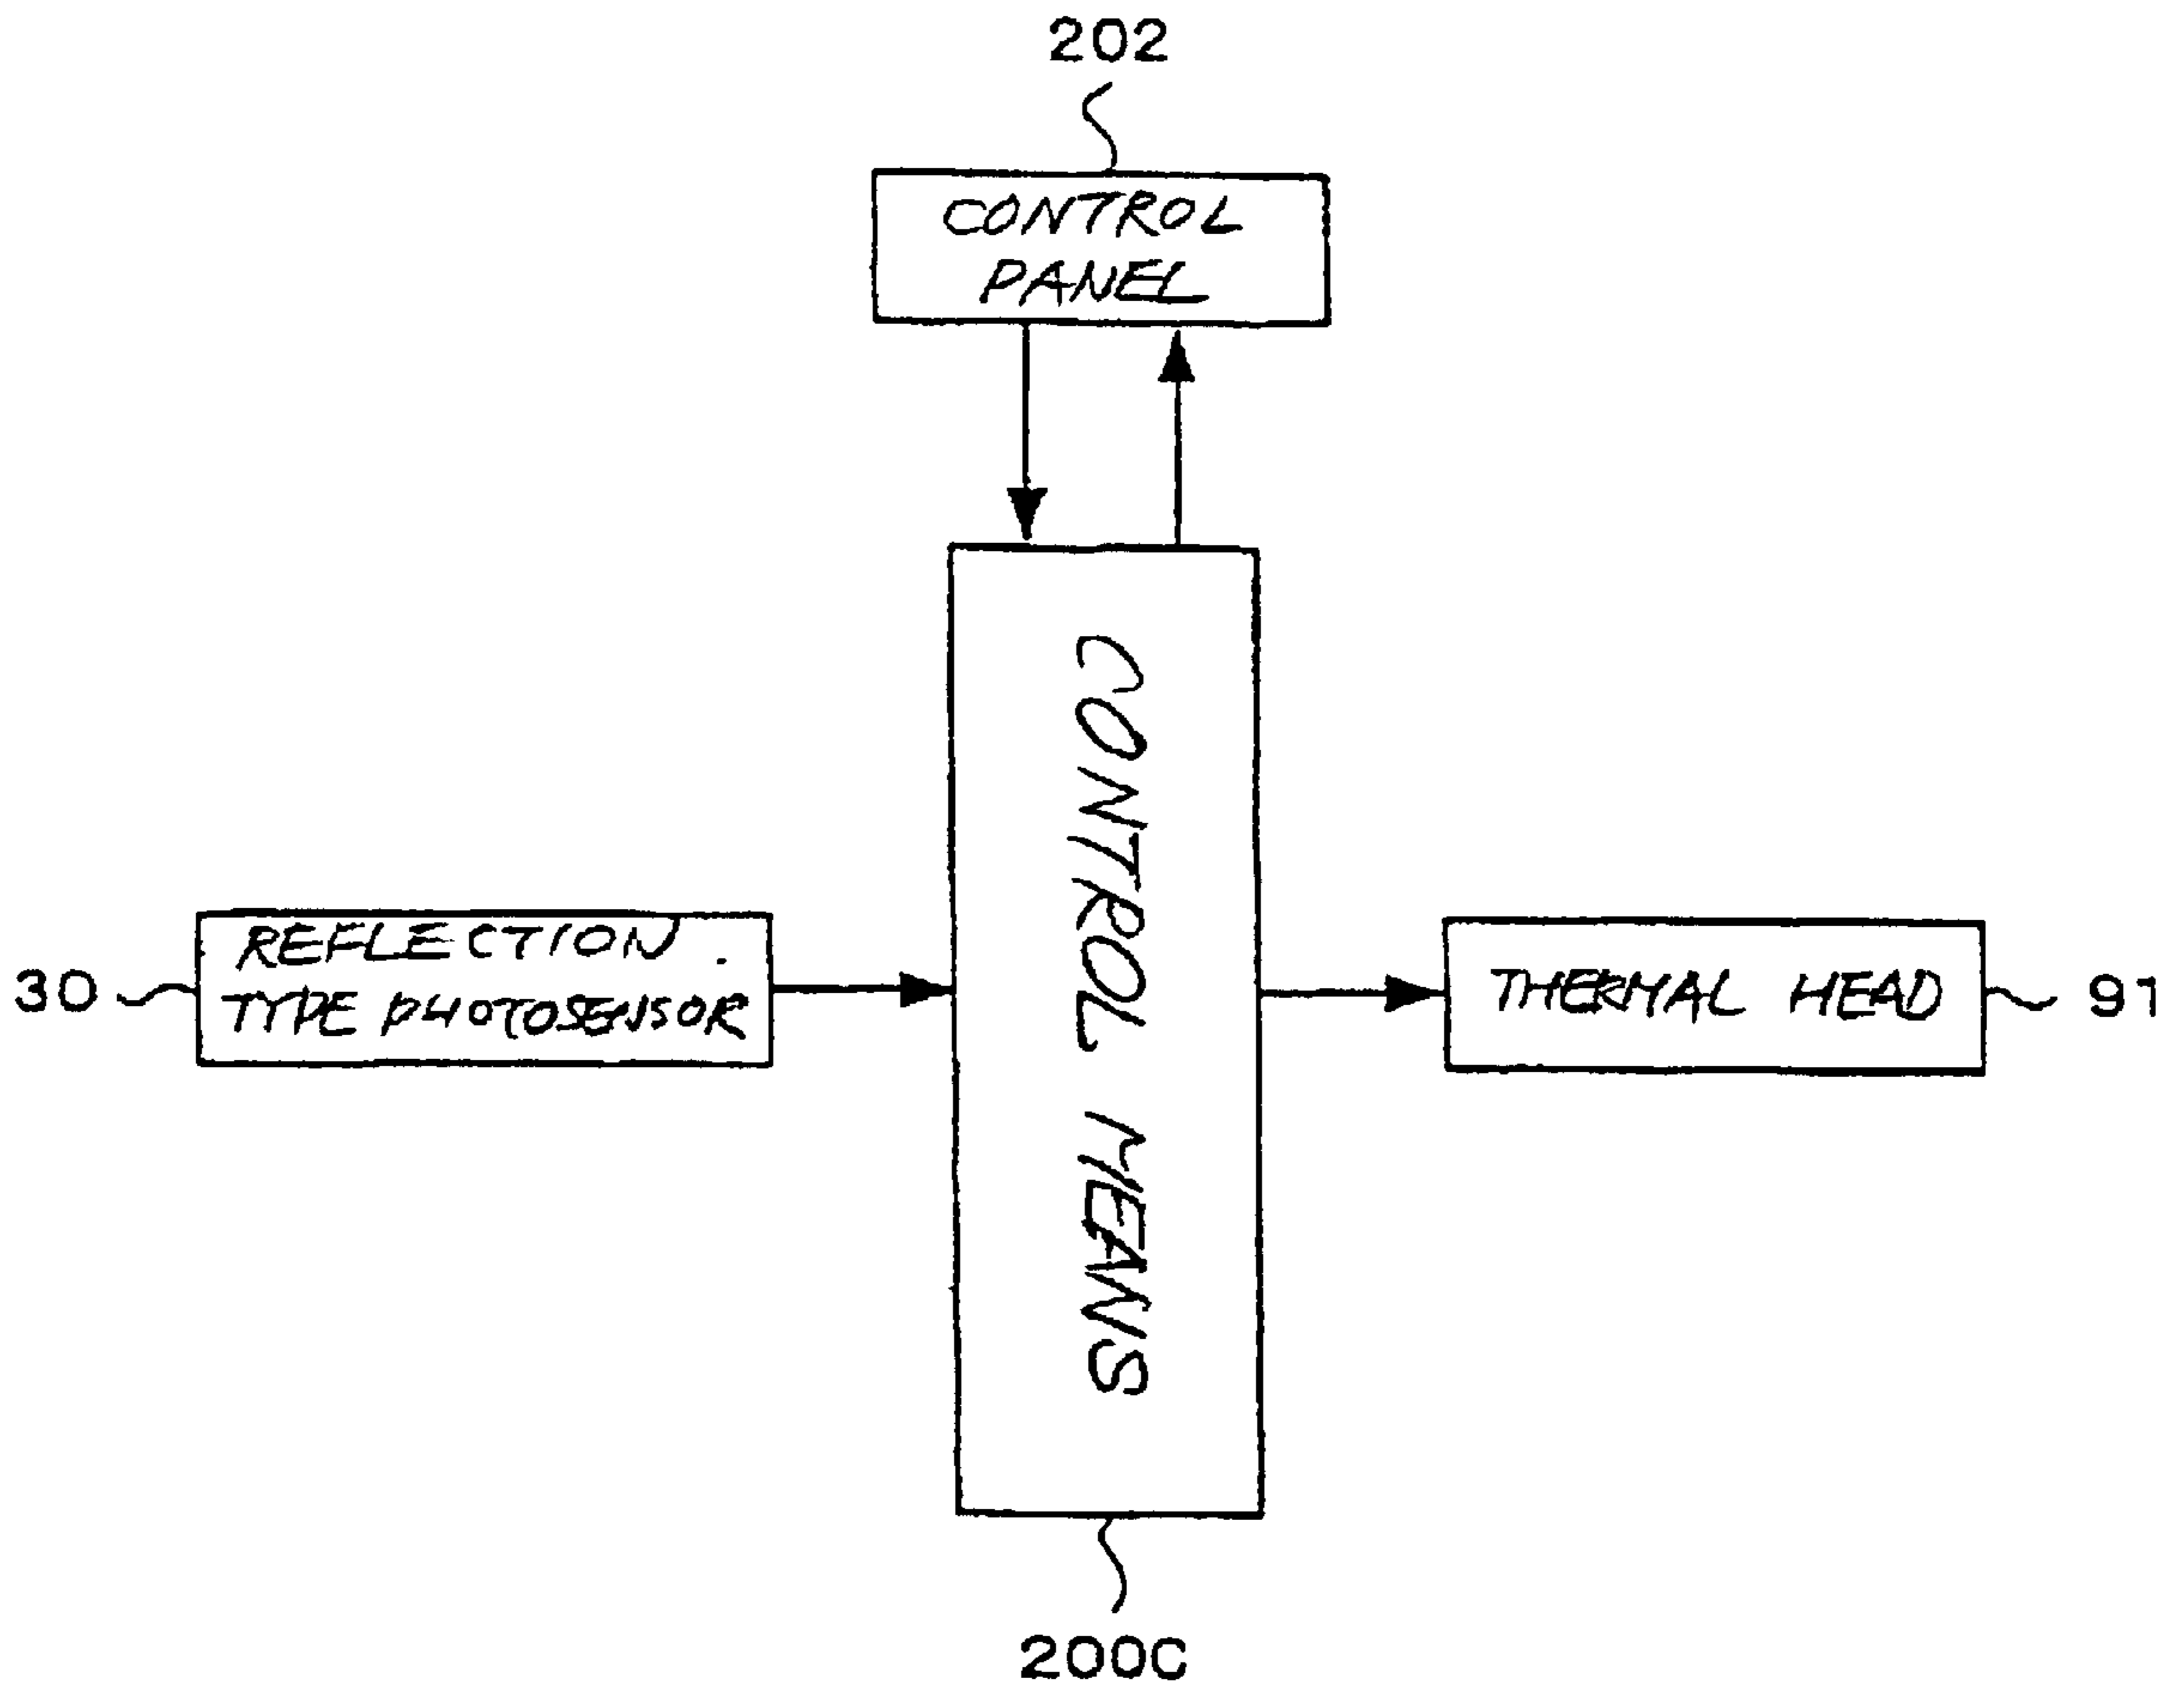 202
CONTROL
PANEL
CONTROL MEANS
REFLECTION
TYPE PHOTOSENSOR
30
THERMAL HEAD
91
200C